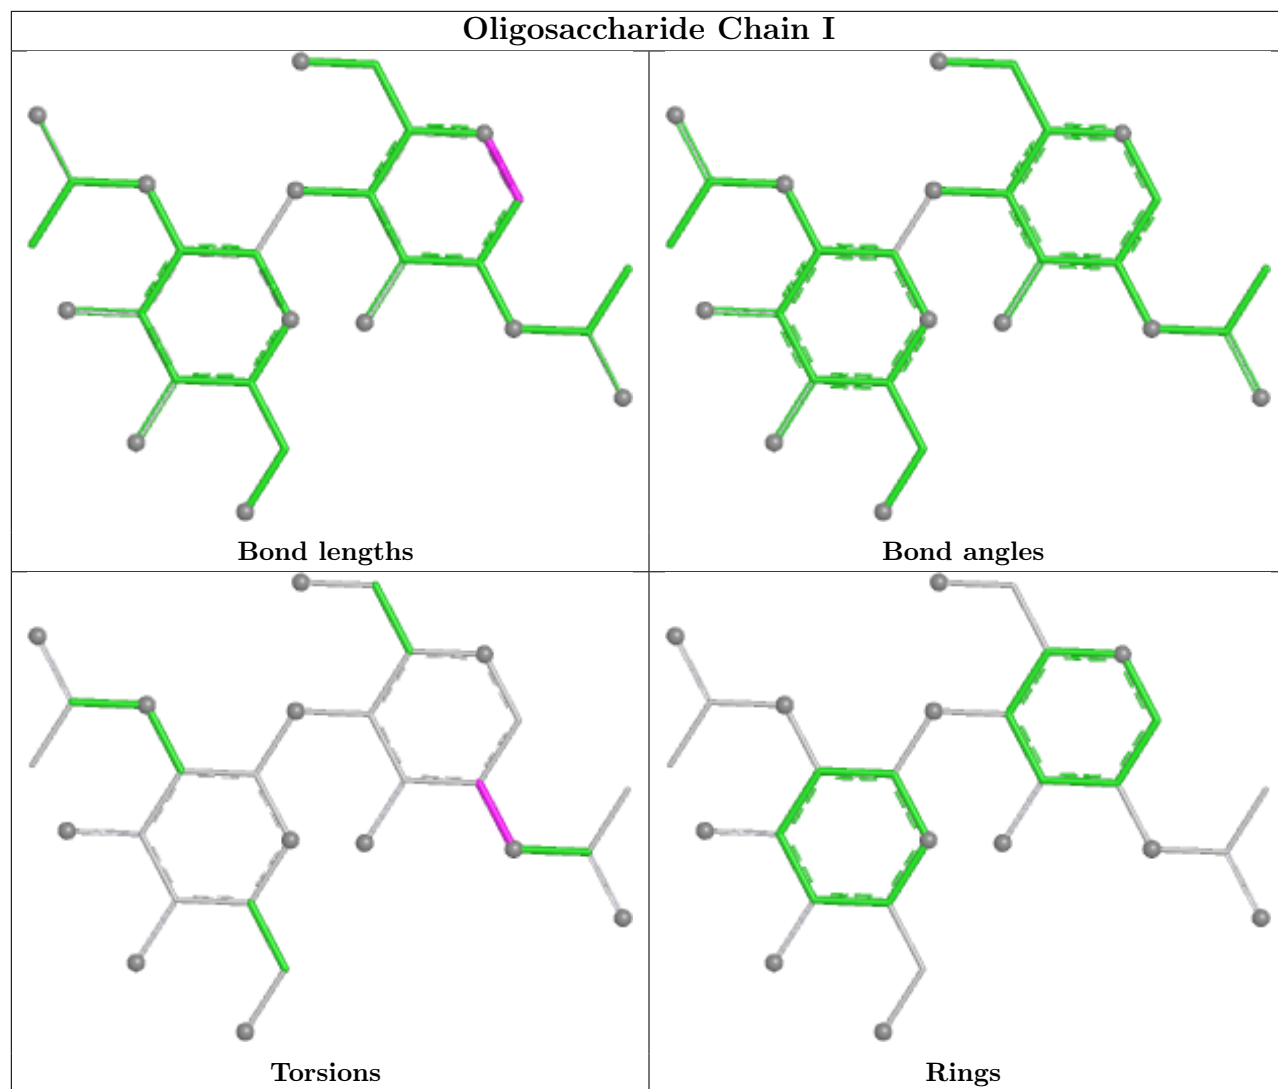 Oligosaccharide Chain I
Bond lengths
Bond angles
Torsions
Rings